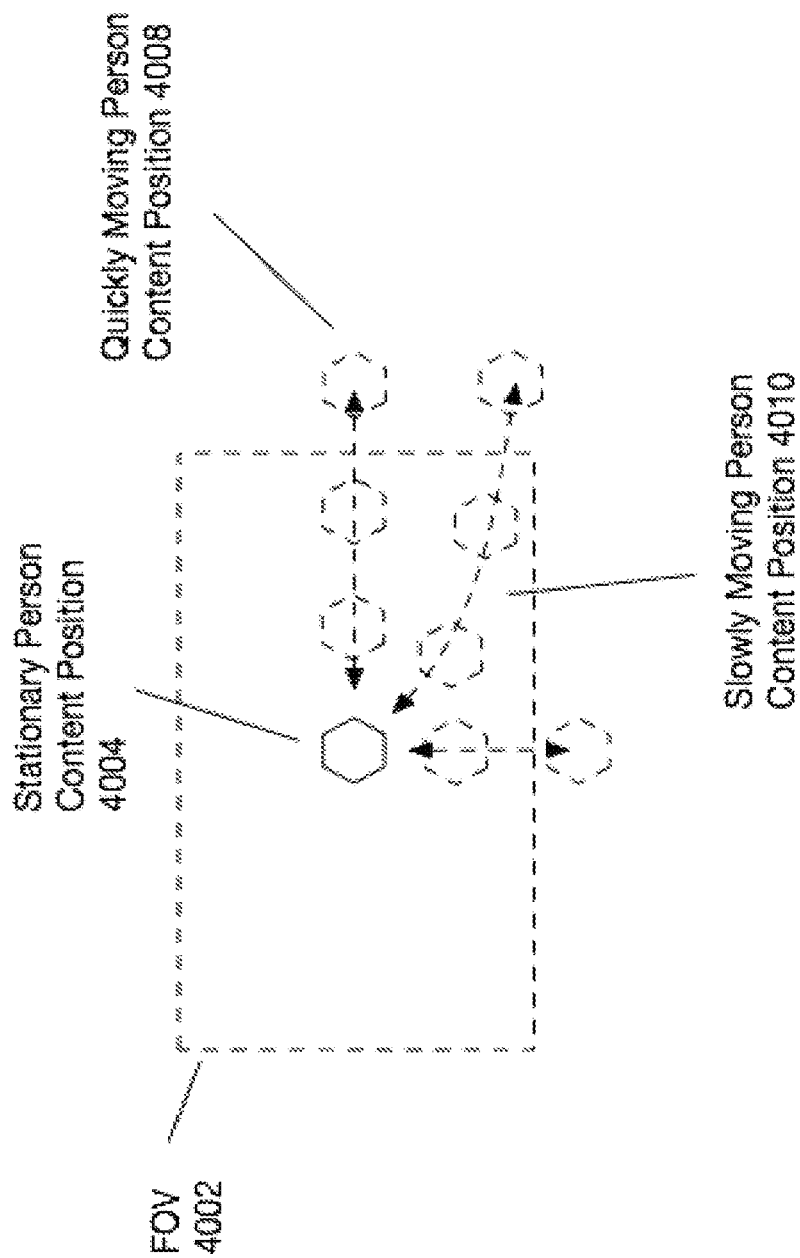 FOV
4002
Stationary Person
Content Position
4004
Quickly Moving Person
Content Position 4008
Slowly Moving Person
Content Position 4010